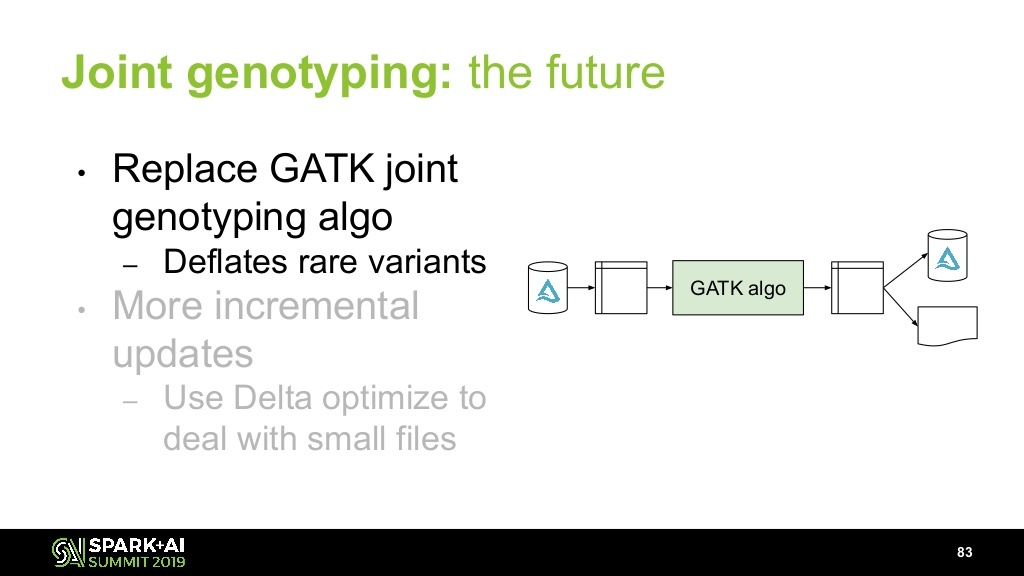 Joint genotyping: the future
• Replace GATK joint
genotyping algo
– Deflates rare variants
• More incremental
updates
– Use Delta optimize to
deal with small files
GATK algo
SPARK+AI
SUMMIT 2019
83